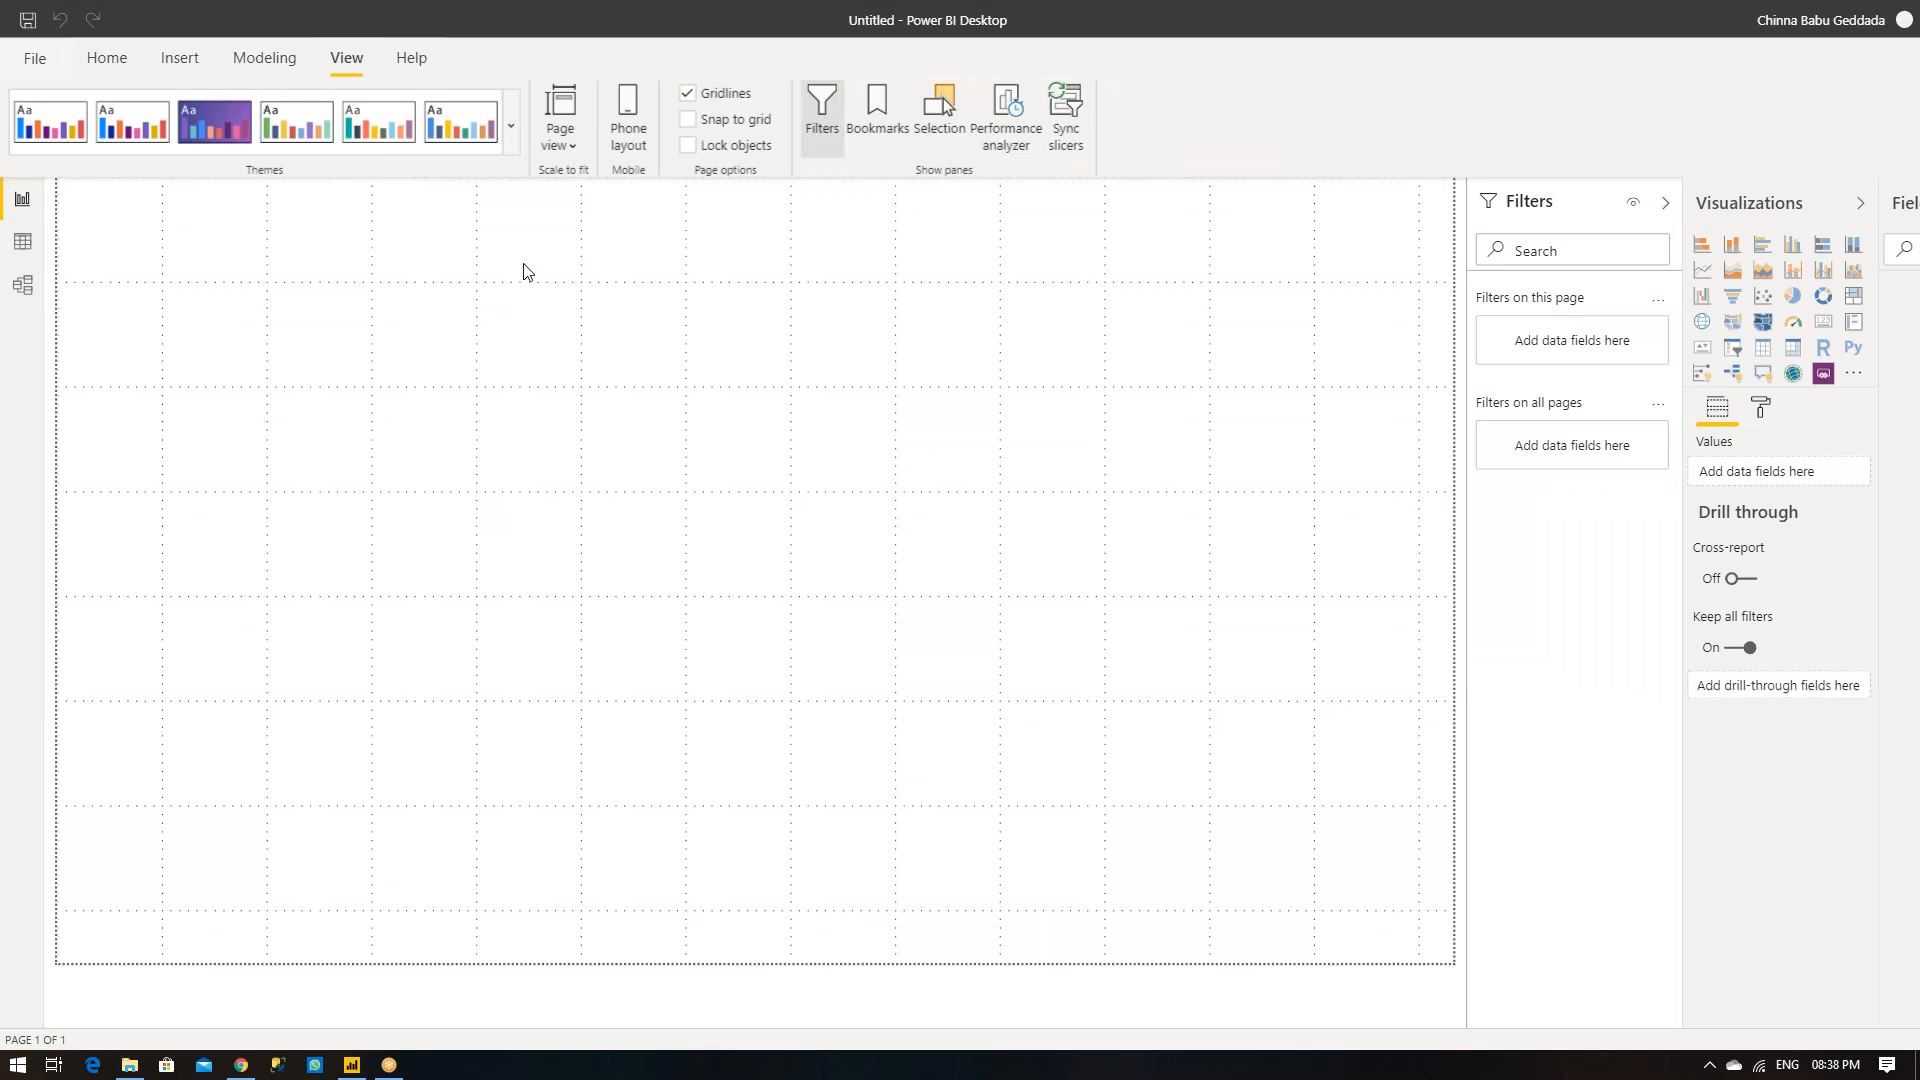 Untitled - Power BI Desktop
Chinna Babu Geddada
File
Home
Insert
Modeling
View
Help
Aa
Aa
Aa
Aa
Aa
Aa
Page view
Phone layout
Gridlines
Snap to grid
Lock objects
Filters
Bookmarks
Selection
Performance analyzer
Sync slicers
Themes
Scale to fit
Mobile
Page options
Show panes
Filters
Search
Filters on this page
...
Add data fields here
Filters on all pages
...
Add data fields here
Visualizations
Fiel
123
R
Py
...
Values
Add data fields here
Drill through
Cross-report
Off
Keep all filters
On
Add drill-through fields here
PAGE 1 OF 1
ENG
08:38 PM